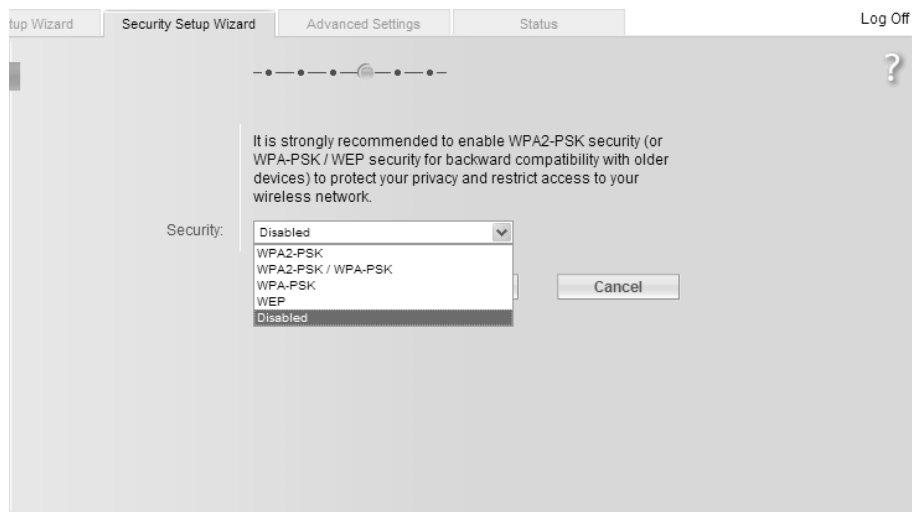 tup Wizard
Security Setup Wizard
Advanced Settings
Status
Log Off
?
It is strongly recommended to enable WPA2-PSK security (or
WPA-PSK / WEP security for backward compatibility with older
devices) to protect your privacy and restrict access to your
wireless network.
Security:
Disabled
WPA2-PSK
WPA2-PSK / WPA-PSK
WPA-PSK
WEP
Disabled
Cancel